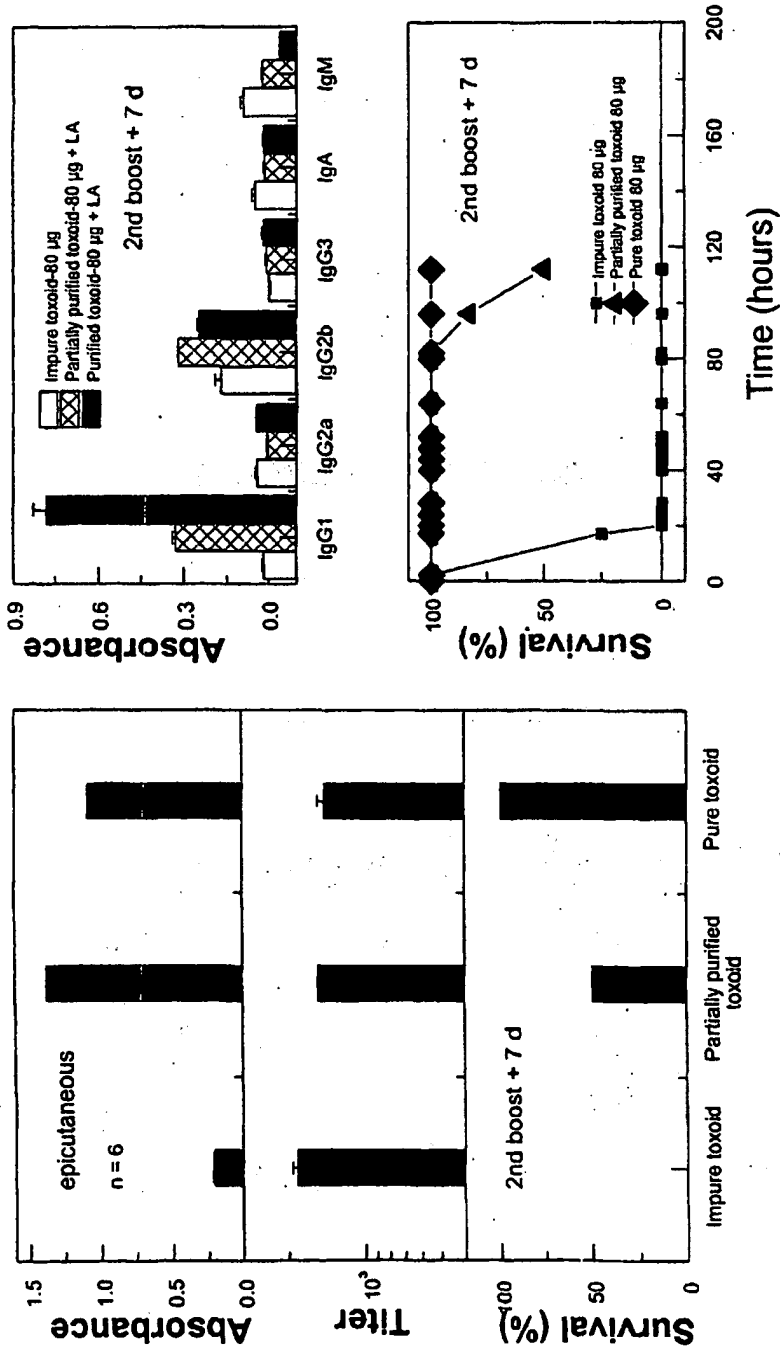 epicutaneous
n = 6
1.5
1.0
0.5
0.0
Absorbance
10³
Titer
2nd boost + 7 d
100
50
0
Survival (%)
Impure toxoid
Partially purified
toxoid
Pure toxoid
Impure toxoid-80 µg
Partially purified toxoid-80 µg + LA
Purified toxoid-80 µg + LA
2nd boost + 7 d
0.9
0.6
0.3
0.0
Absorbance
IgG1
IgG2a
IgG2b
IgG3
IgA
IgM
2nd boost + 7 d
Impure toxoid 80 µg
Partially purified toxoid 80 µg
Pure toxoid 80 µg
100
50
0
Survival (%)
0
40
80
120
160
200
Time (hours)